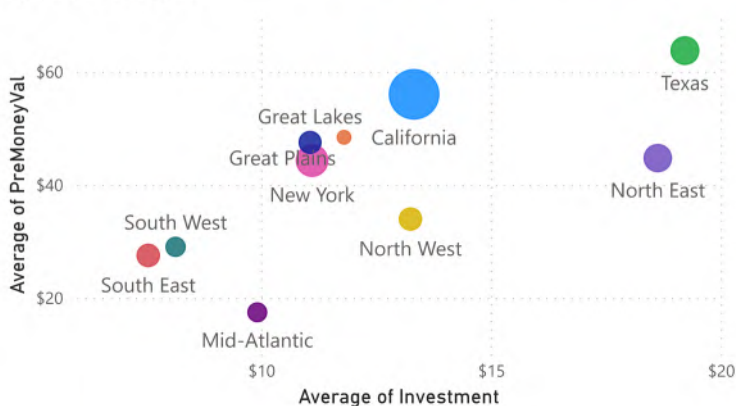 $60
Texas
Great Lakes
California
Great Plains
$40
North East
New York
South West
North West
South East
$20
Mid-Atlantic
$10
$15
$20
Average of Investment
Average of PreMoneyVal